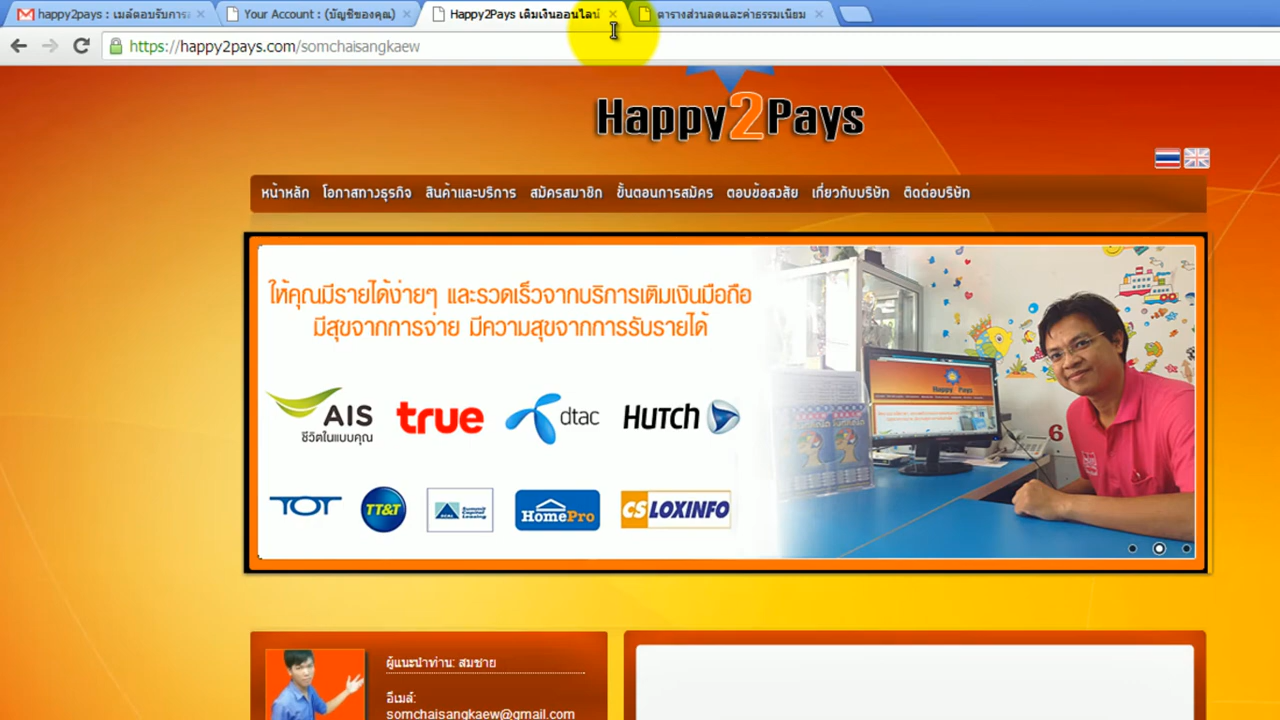 happy2pays : เมล์ตอบรับการส
Your Account : (บัญชีของคุณ)
Happy2Pays เติมเงินออนไลน์
ตารางส่วนลดและค่าธรรมเนียม
https://happy2pays.com/somchaisangkaew
Happy2Pays
หน้าหลัก โอกาสทางธุรกิจ สินค้าและบริการ สมัครสมาชิก ขั้นตอนการสมัคร ตอบข้อสงสัย เกี่ยวกับบริษัท ติดต่อบริษัท
ให้คุณมีรายได้ง่ายๆ และรวดเร็วจากบริการเติมเงินมือถือ
มีสุขจากการจ่าย มีความสุขจากการรับรายได้
AIS
ชีวิตในแบบคุณ
true
dtac
HUTCH
TOT
TT&T
Summit Capital Leasing
HomePro
CS LOXINFO
Happy2Pays
6
ผู้แนะนำท่าน: สมชาย
อีเมล์:
somchaisangkaew@gmail.com